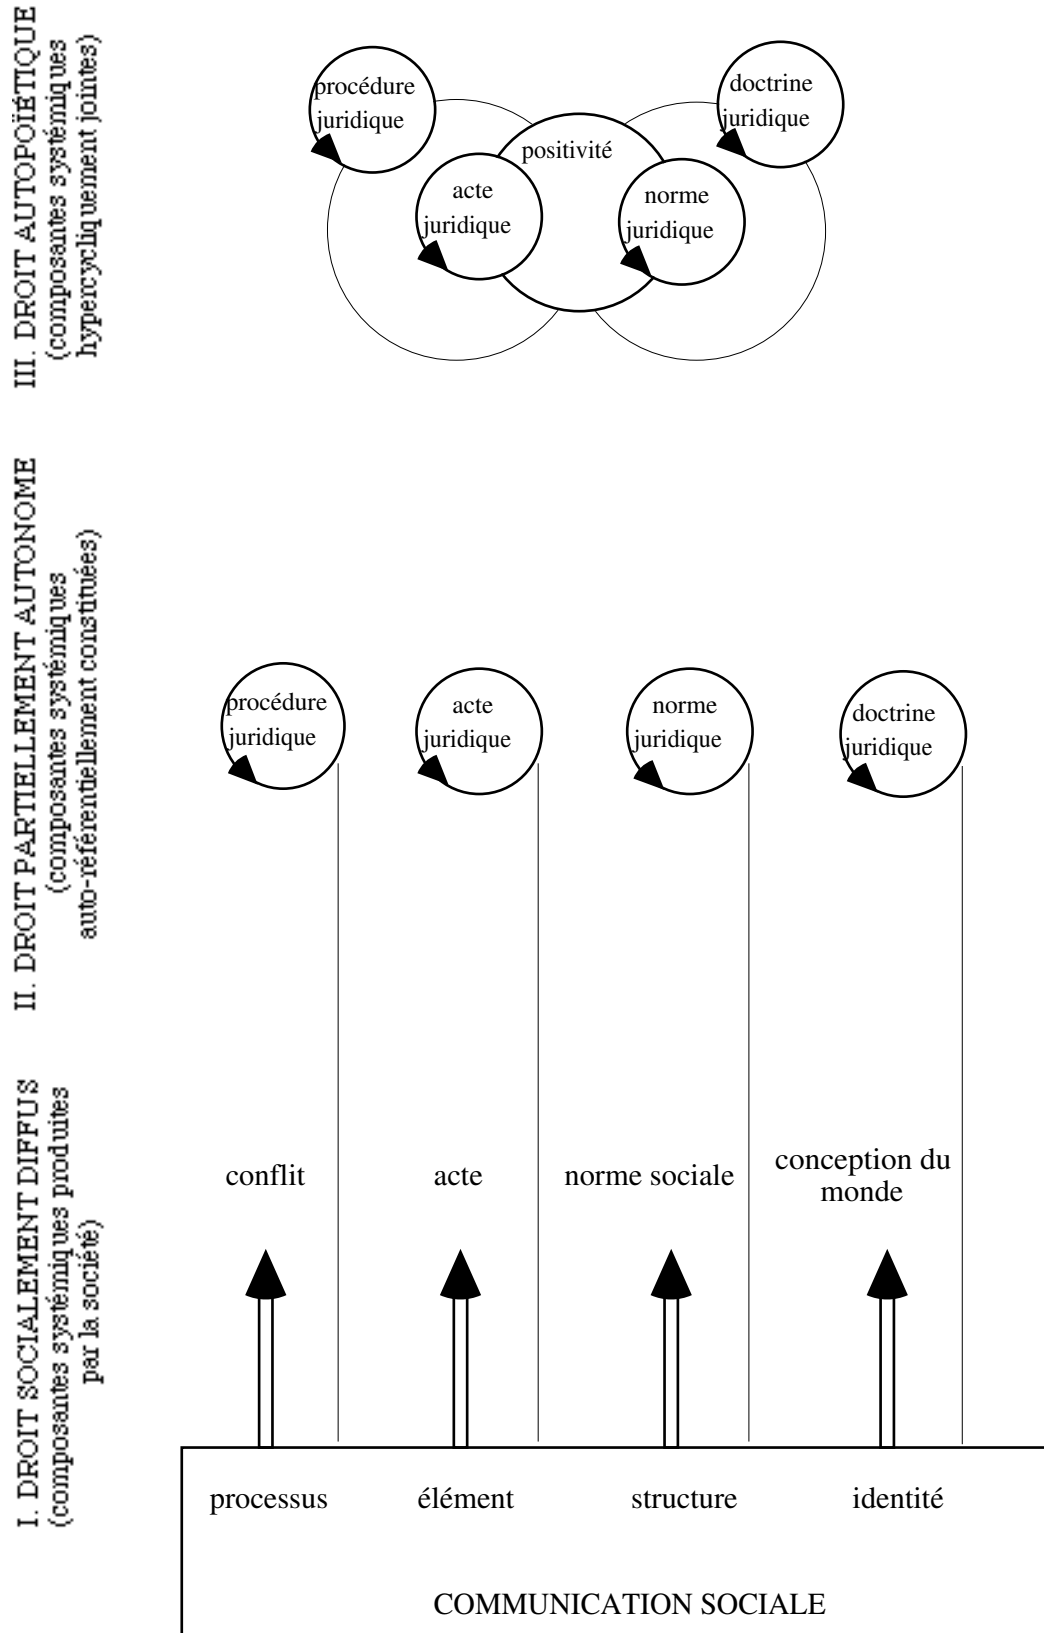 III. DROIT AUTOPOÏÉTIQUE
(composantes systémiques
hypercycliquement jointes)
procédure
juridique
doctrine
juridique
positivité
acte
juridique
norme
juridique
II. DROIT PARTIELLEMENT AUTONOME
(composantes systémiques
auto-référentiellement constituées)
procédure
juridique
acte
juridique
norme
juridique
doctrine
juridique
I. DROIT SOCIALEMENT DIFFUS
(composantes systémiques produites
par la société)
conflit
acte
norme sociale
conception du
monde
processus
élément
structure
identité
COMMUNICATION SOCIALE